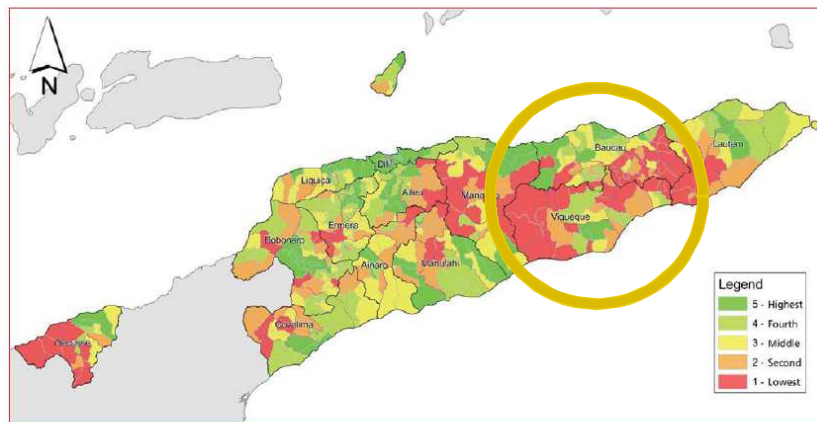 N
Dili
Baucau
Lautem
Liquiça
Aileu
Manatuto
Ermera
Viqueque
Bobonaro
Ainaro
Manufahi
Covalima
Oecusse
Legend
5 - Highest
4 - Fourth
3 - Middle
2 - Second
1 - Lowest